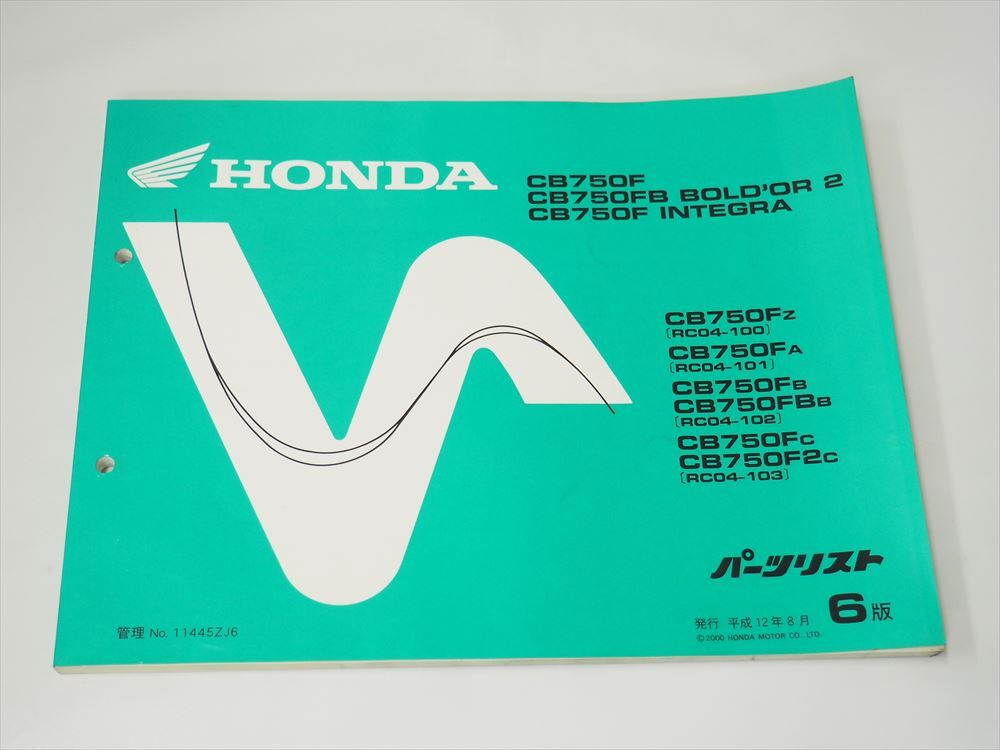 HONDA
CB750F
CB750FB BOLD'OR 2
CB750F INTEGRA
CB750FZ
〔RC04-100〕
CB750FA
〔RC04-101〕
CB750FB
CB750FBB
〔RC04-102〕
CB750FC
CB750F2C
〔RC04-103〕
パーツリスト
発行 平成12年8月 6版
©2000 HONDA MOTOR CO., LTD.
管理 No. 11445ZJ6